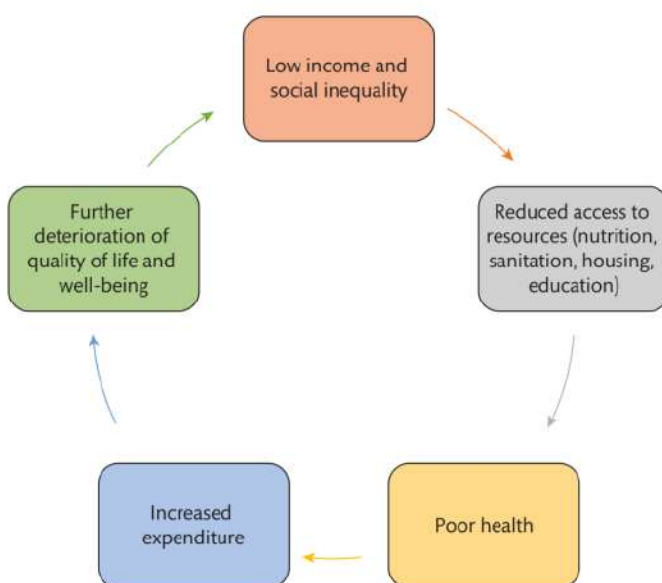 Low income and
social inequality
Reduced access to
resources (nutrition,
sanitation, housing,
education)
Poor health
Increased
expenditure
Further
deterioration of
quality of life and
well-being